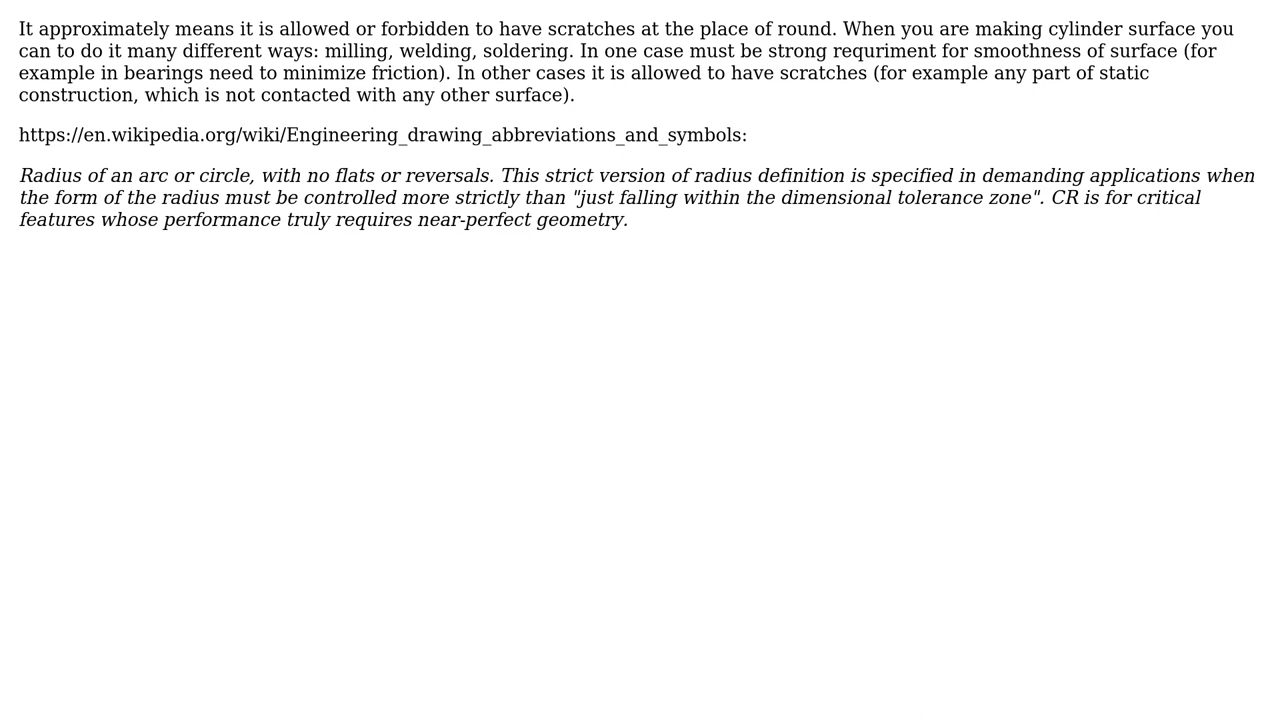 It approximately means it is allowed or forbidden to have scratches at the place of round. When you are making cylinder surface you
can to do it many different ways: milling, welding, soldering. In one case must be strong requriment for smoothness of surface (for
example in bearings need to minimize friction). In other cases it is allowed to have scratches (for example any part of static
construction, which is not contacted with any other surface).
https://en.wikipedia.org/wiki/Engineering_drawing_abbreviations_and_symbols:
Radius of an arc or circle, with no flats or reversals. This strict version of radius definition is specified in demanding applications when
the form of the radius must be controlled more strictly than "just falling within the dimensional tolerance zone". CR is for critical
features whose performance truly requires near-perfect geometry.